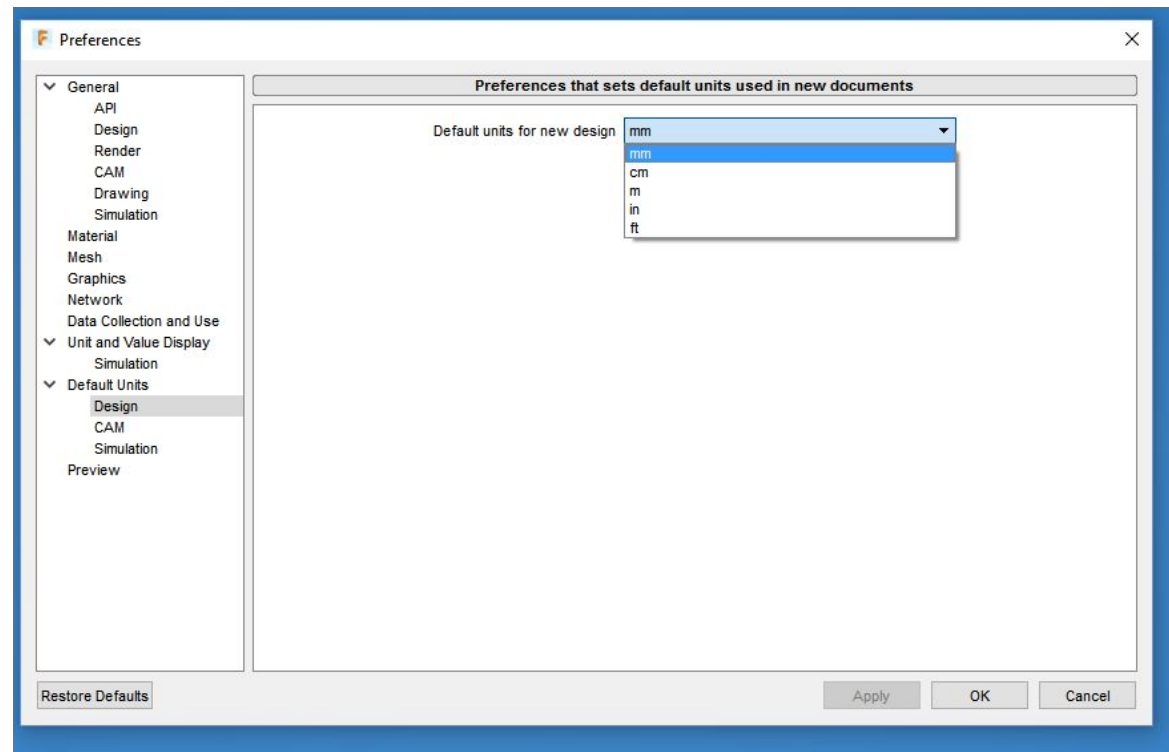 Preferences
General
API
Design
Render
CAM
Drawing
Simulation
Material
Mesh
Graphics
Network
Data Collection and Use
Unit and Value Display
Simulation
Default Units
Design
CAM
Simulation
Preview
Preferences that sets default units used in new documents
Default units for new design mm
mm
cm
m
in
ft
Restore Defaults
Apply OK Cancel